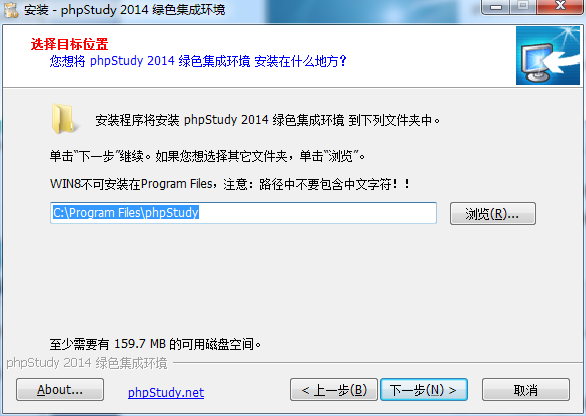 安装 - phpStudy 2014 绿色集成环境
选择目标位置
您想将 phpStudy 2014 绿色集成环境 安装在什么地方?
安装程序将安装 phpStudy 2014 绿色集成环境 到下列文件夹中。
单击“下一步”继续。如果您想选择其它文件夹，单击“浏览”。
WIN8不可安装在Program Files，注意：路径中不要包含中文字符！！
C:\Program Files\phpStudy
浏览(R)...
至少需要有 159.7 MB 的可用磁盘空间。
phpStudy 2014 绿色集成环境
About...
phpStudy.net
< 上一步(B)
下一步(N) >
取消